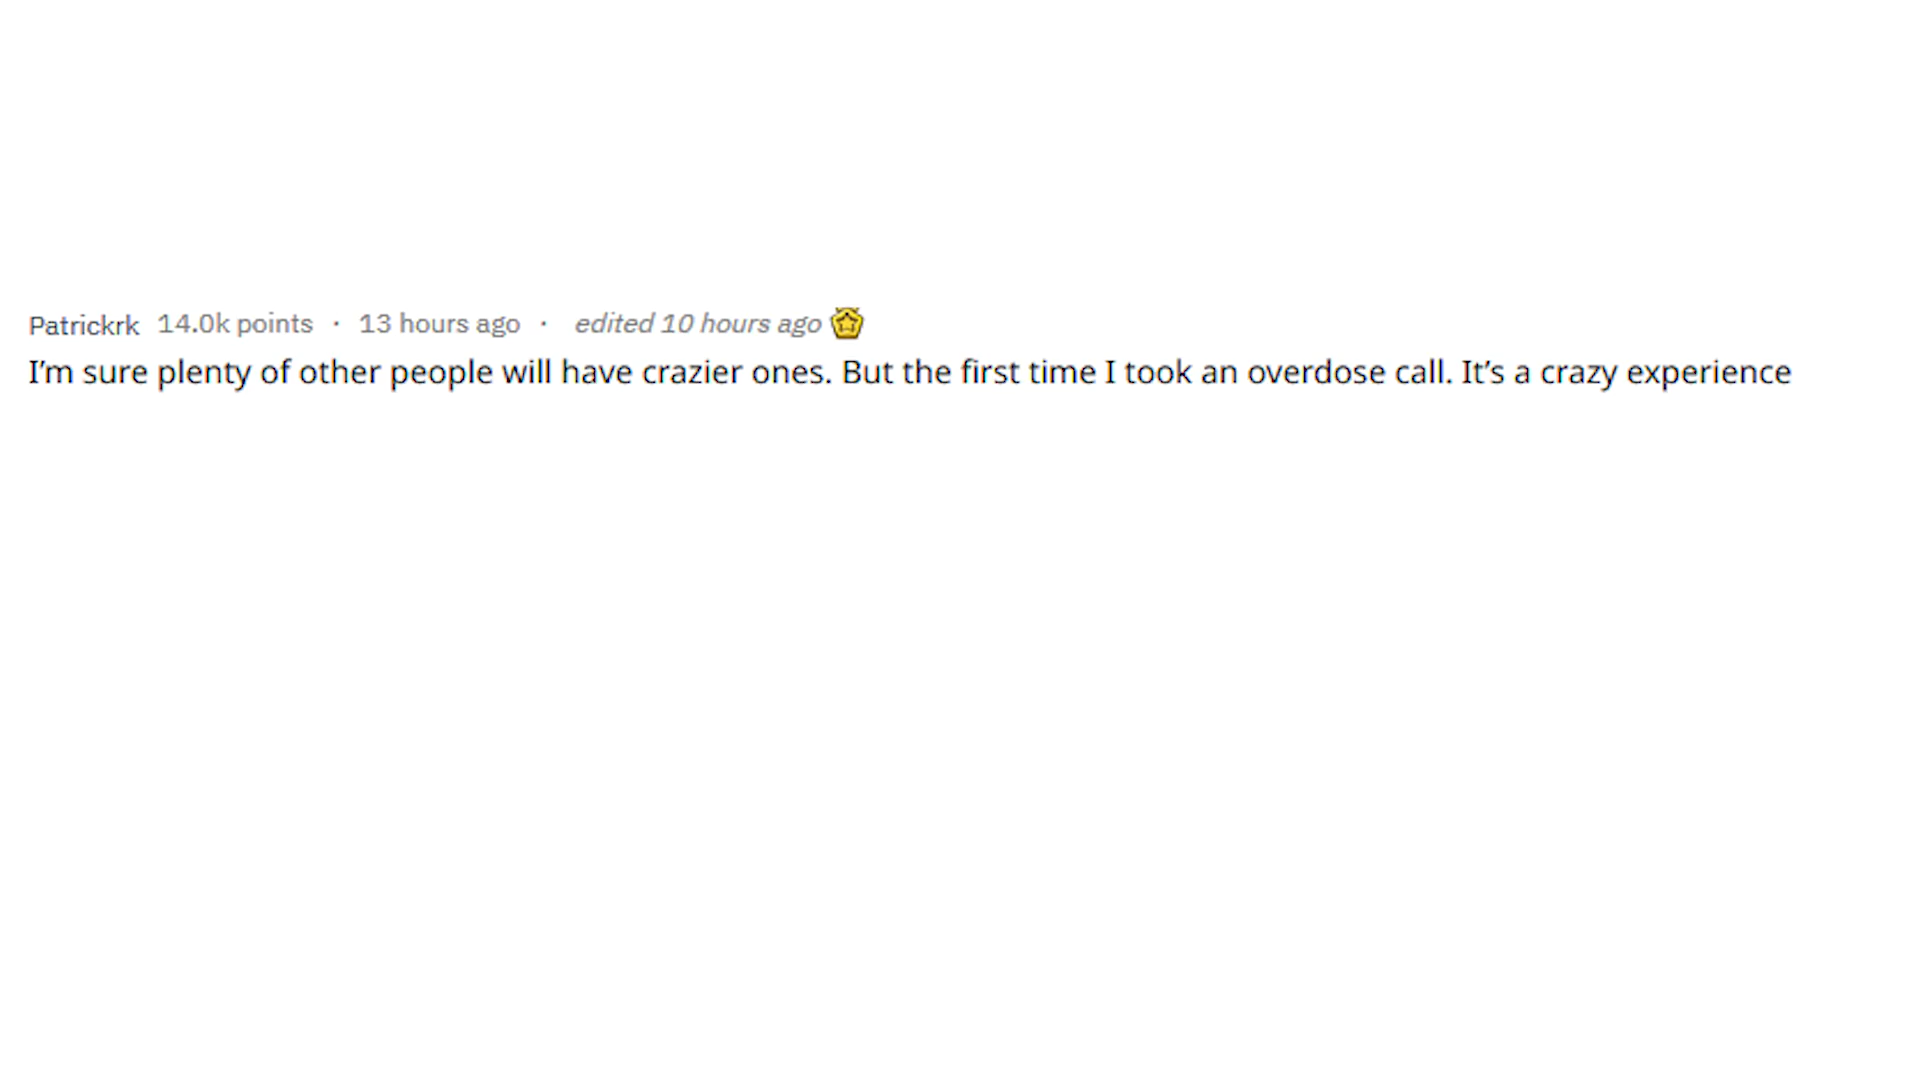 Patrickrk 14.0k points · 13 hours ago · edited 10 hours ago
I’m sure plenty of other people will have crazier ones. But the first time I took an overdose call. It’s a crazy experience